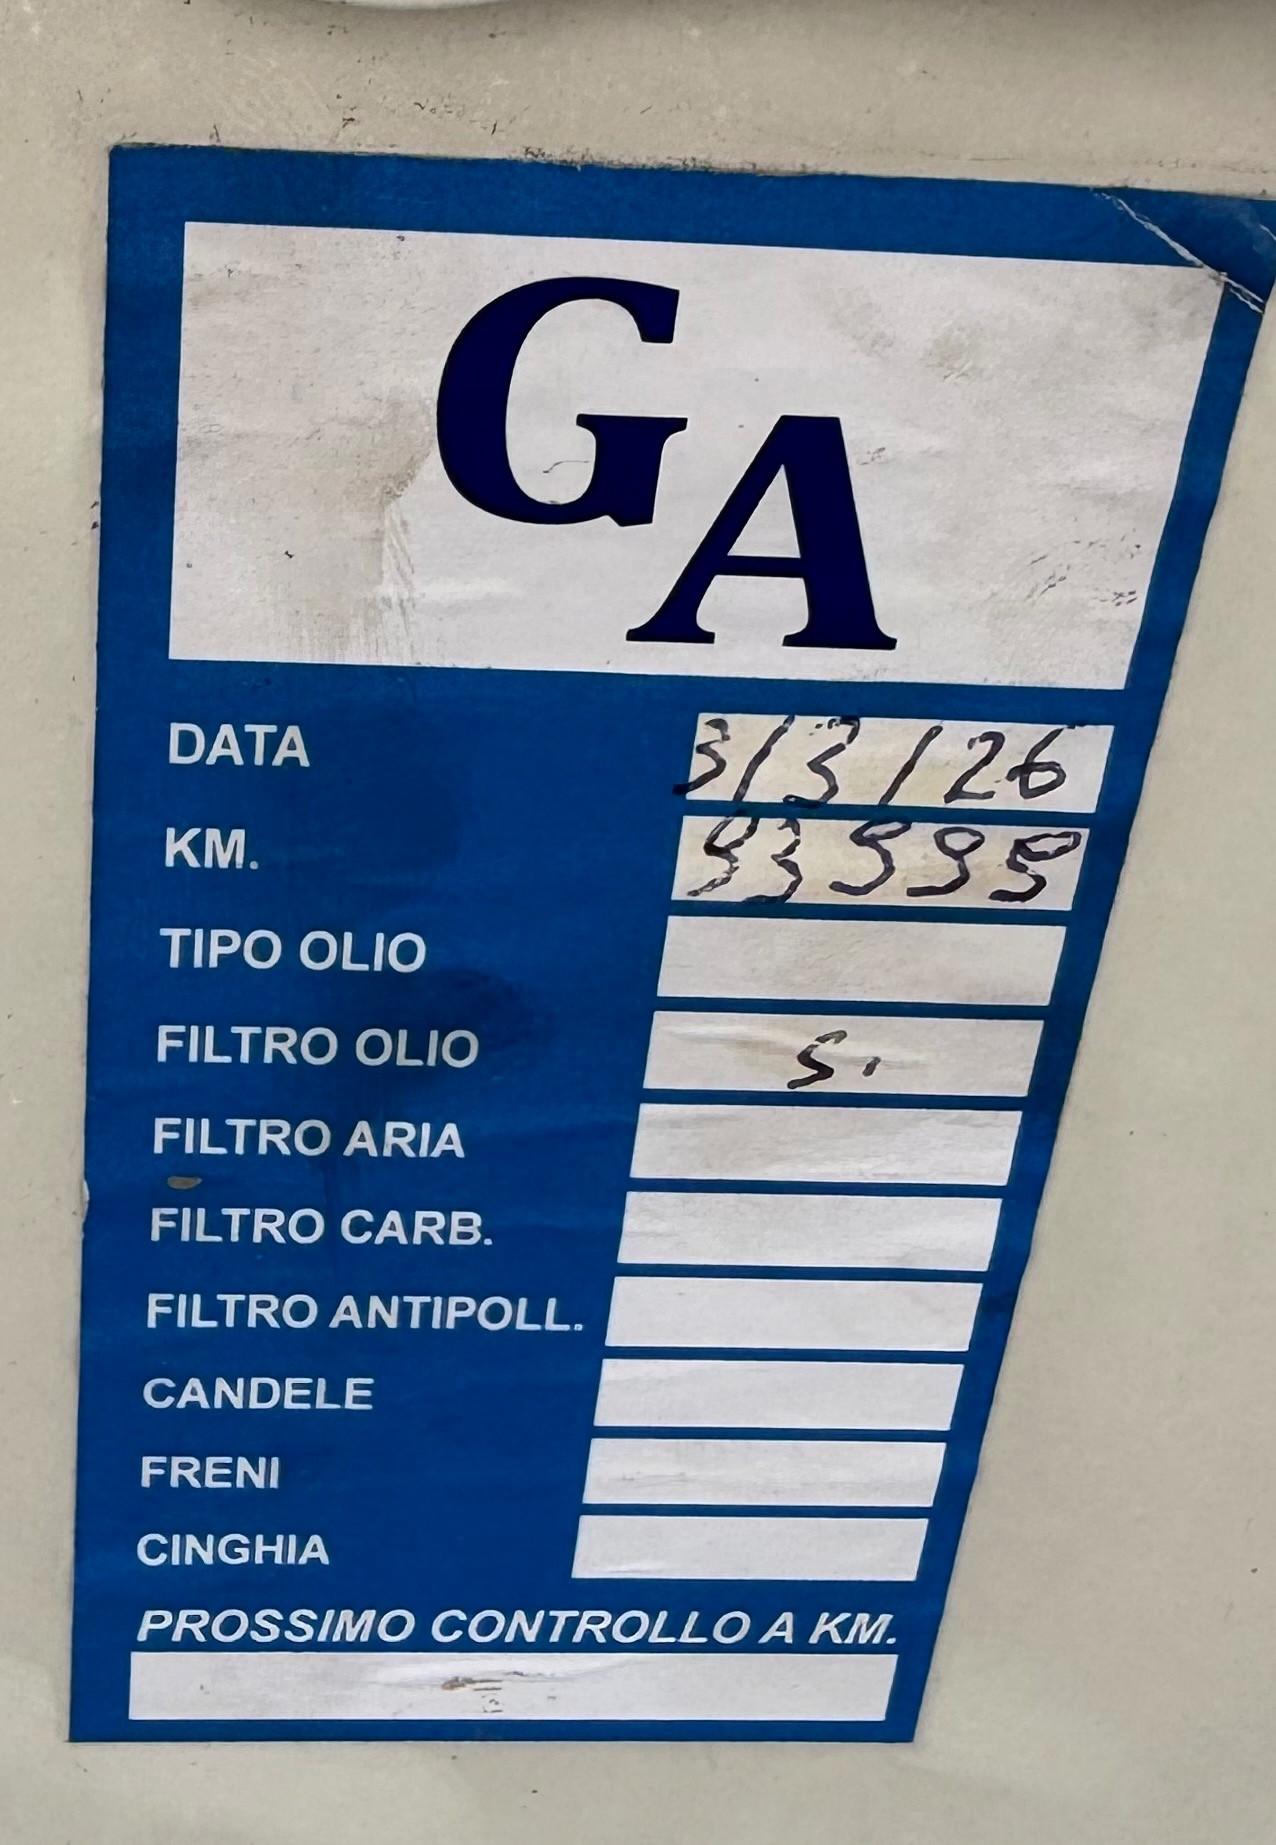 GA
DATA 3/3/26
KM. 93999
TIPO OLIO
FILTRO OLIO Si
FILTRO ARIA
FILTRO CARB.
FILTRO ANTIPOLL.
CANDELE
FRENI
CINGHIA
PROSSIMO CONTROLLO A KM.